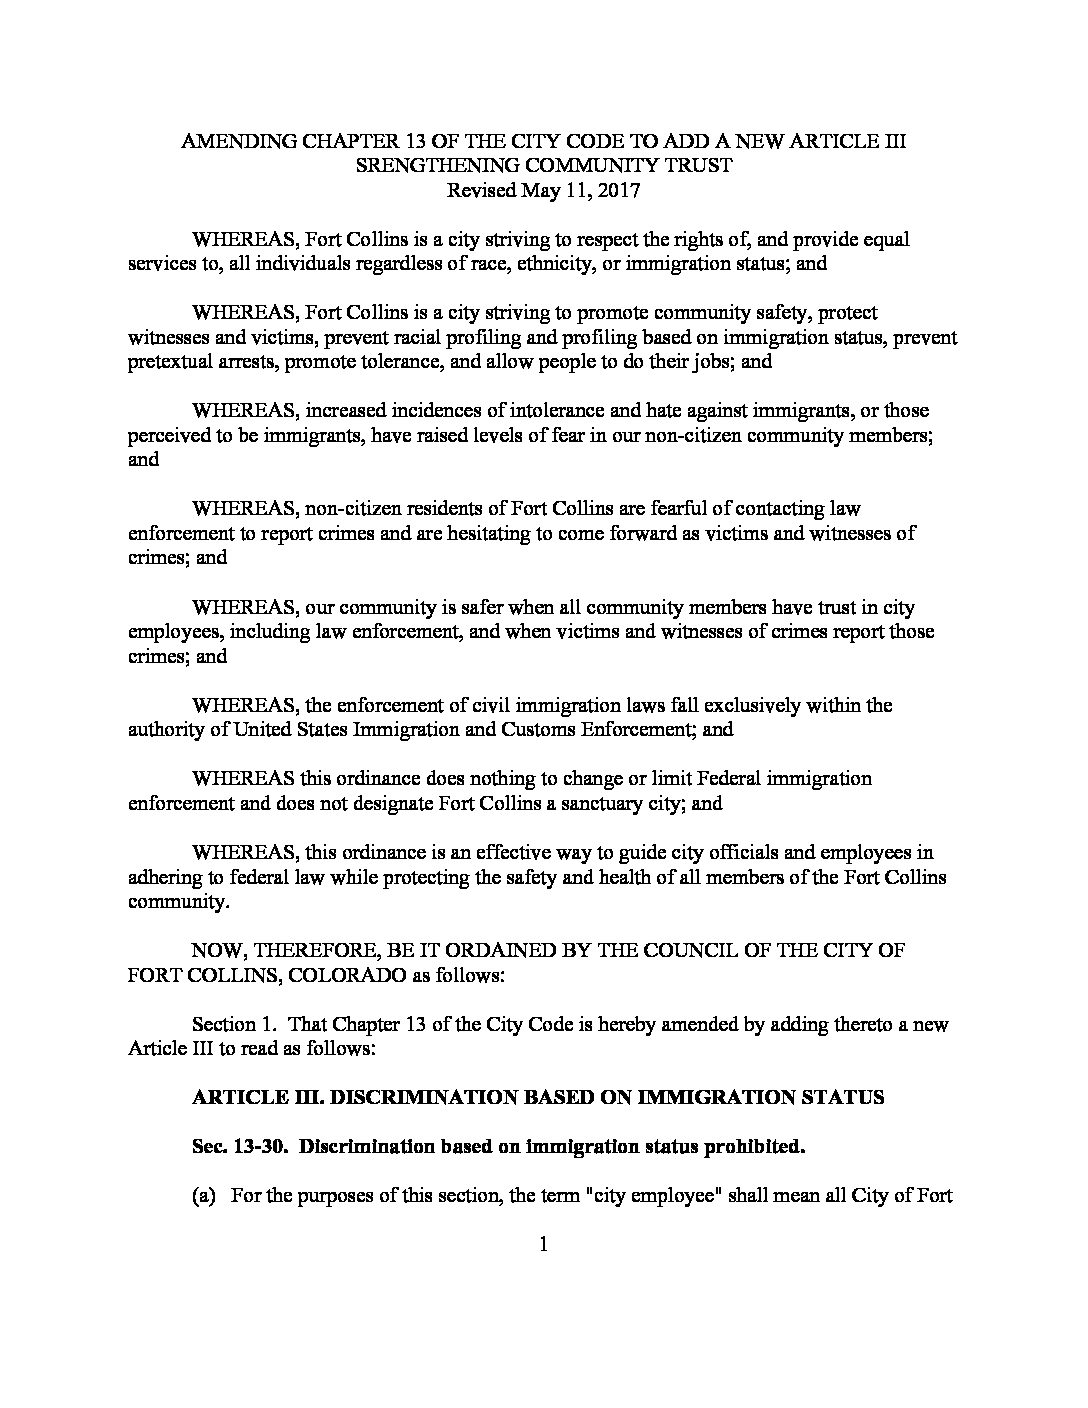 AMENDING CHAPTER 13 OF THE CITY CODE TO ADD A NEW ARTICLE III
SRENGTHENING COMMUNITY TRUST
Revised May 11, 2017
WHEREAS, Fort Collins is a city striving to respect the rights of, and provide equal
services to, all individuals regardless of race, ethnicity, or immigration status; and
WHEREAS, Fort Collins is a city striving to promote community safety, protect
witnesses and victims, prevent racial profiling and profiling based on immigration status, prevent
pretextual arrests, promote tolerance, and allow people to do their jobs; and
WHEREAS, increased incidences of intolerance and hate against immigrants, or those
perceived to be immigrants, have raised levels of fear in our non-citizen community members;
and
WHEREAS, non-citizen residents of Fort Collins are fearful of contacting law
enforcement to report crimes and are hesitating to come forward as victims and witnesses of
crimes; and
WHEREAS, our community is safer when all community members have trust in city
employees, including law enforcement, and when victims and witnesses of crimes report those
crimes; and
WHEREAS, the enforcement of civil immigration laws fall exclusively within the
authority of United States Immigration and Customs Enforcement; and
WHEREAS this ordinance does nothing to change or limit Federal immigration
enforcement and does not designate Fort Collins a sanctuary city; and
WHEREAS, this ordinance is an effective way to guide city officials and employees in
adhering to federal law while protecting the safety and health of all members of the Fort Collins
community.
NOW, THEREFORE, BE IT ORDAINED BY THE COUNCIL OF THE CITY OF
FORT COLLINS, COLORADO as follows:
Section 1. That Chapter 13 of the City Code is hereby amended by adding thereto a new
Article III to read as follows:
ARTICLE III. DISCRIMINATION BASED ON IMMIGRATION STATUS
Sec. 13-30. Discrimination based on immigration status prohibited.
(a) For the purposes of this section, the term "city employee" shall mean all City of Fort
1